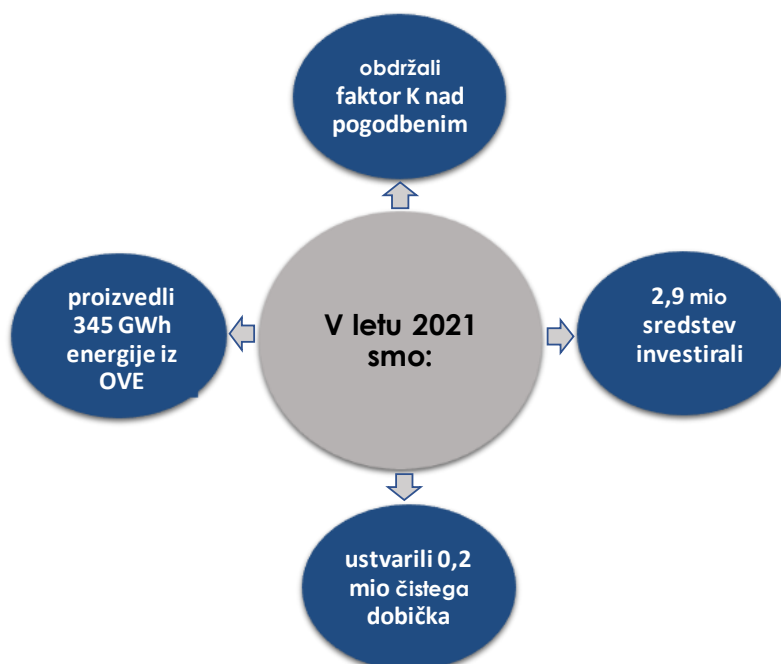 obdržali
faktor K nad
pogodbenim
proizvedli
345 GWh
energije iz
OVE
V letu 2021
smo:
2,9 mio
sredstev
investirali
ustvarili 0,2
mio čistega
dobička